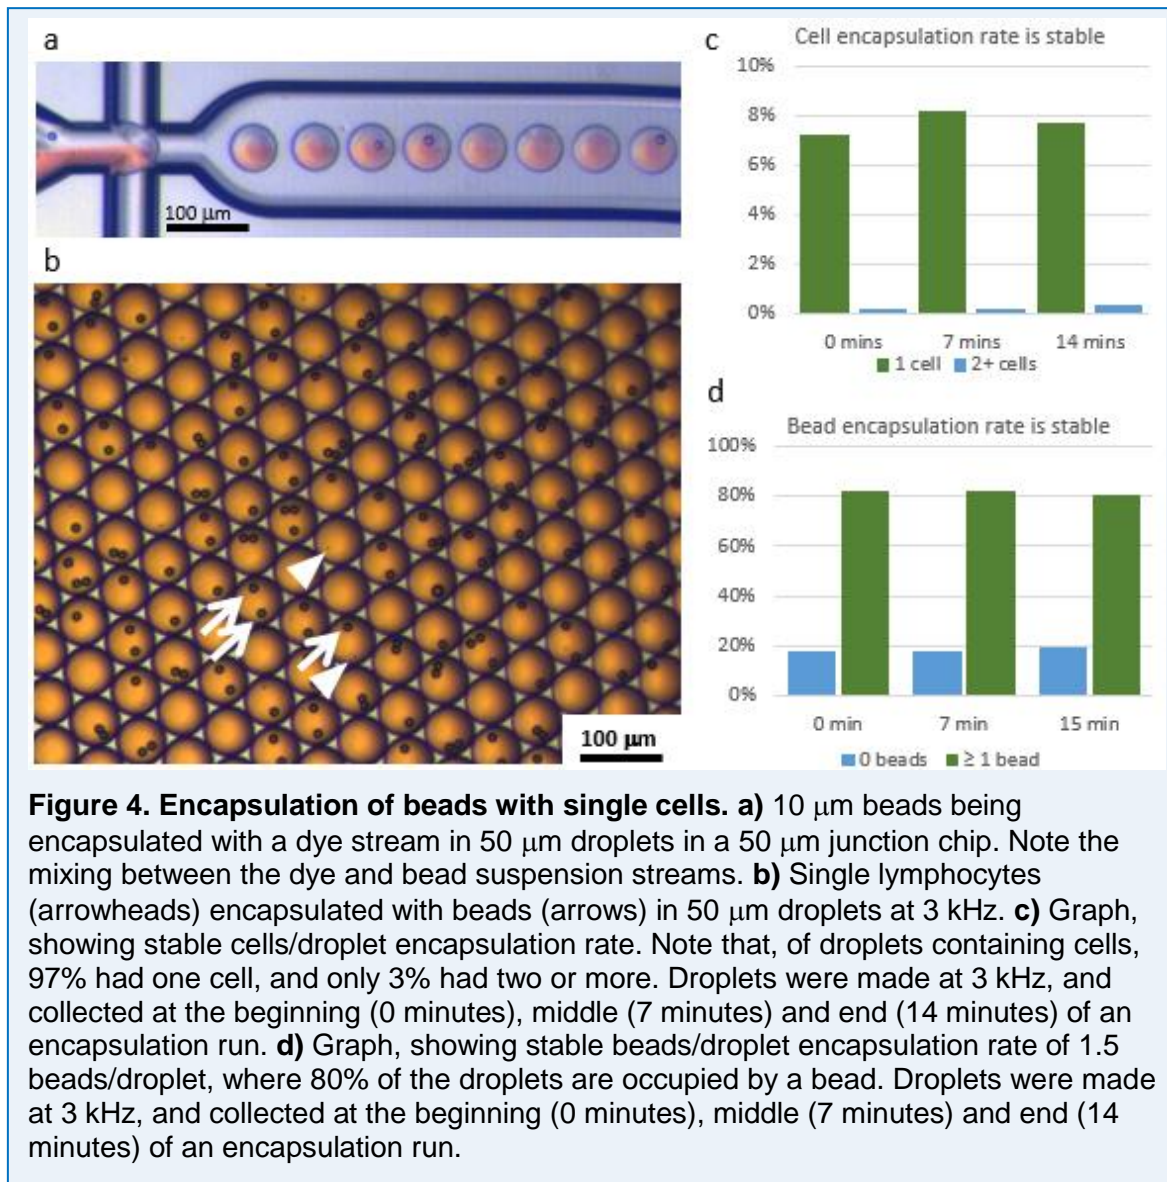 a
100 μm
b
100 μm
c
Cell encapsulation rate is stable
10%
8%
6%
4%
2%
0%
0 mins 7 mins 14 mins
1 cell 2+ cells
d
Bead encapsulation rate is stable
100%
80%
60%
40%
20%
0%
0 min 7 min 15 min
0 beads ≥ 1 bead
Figure 4. Encapsulation of beads with single cells. a) 10 μm beads being
encapsulated with a dye stream in 50 μm droplets in a 50 μm junction chip. Note the
mixing between the dye and bead suspension streams. b) Single lymphocytes
(arrowheads) encapsulated with beads (arrows) in 50 μm droplets at 3 kHz. c) Graph,
showing stable cells/droplet encapsulation rate. Note that, of droplets containing cells,
97% had one cell, and only 3% had two or more. Droplets were made at 3 kHz, and
collected at the beginning (0 minutes), middle (7 minutes) and end (14 minutes) of an
encapsulation run. d) Graph, showing stable beads/droplet encapsulation rate of 1.5
beads/droplet, where 80% of the droplets are occupied by a bead. Droplets were made
at 3 kHz, and collected at the beginning (0 minutes), middle (7 minutes) and end (14
minutes) of an encapsulation run.